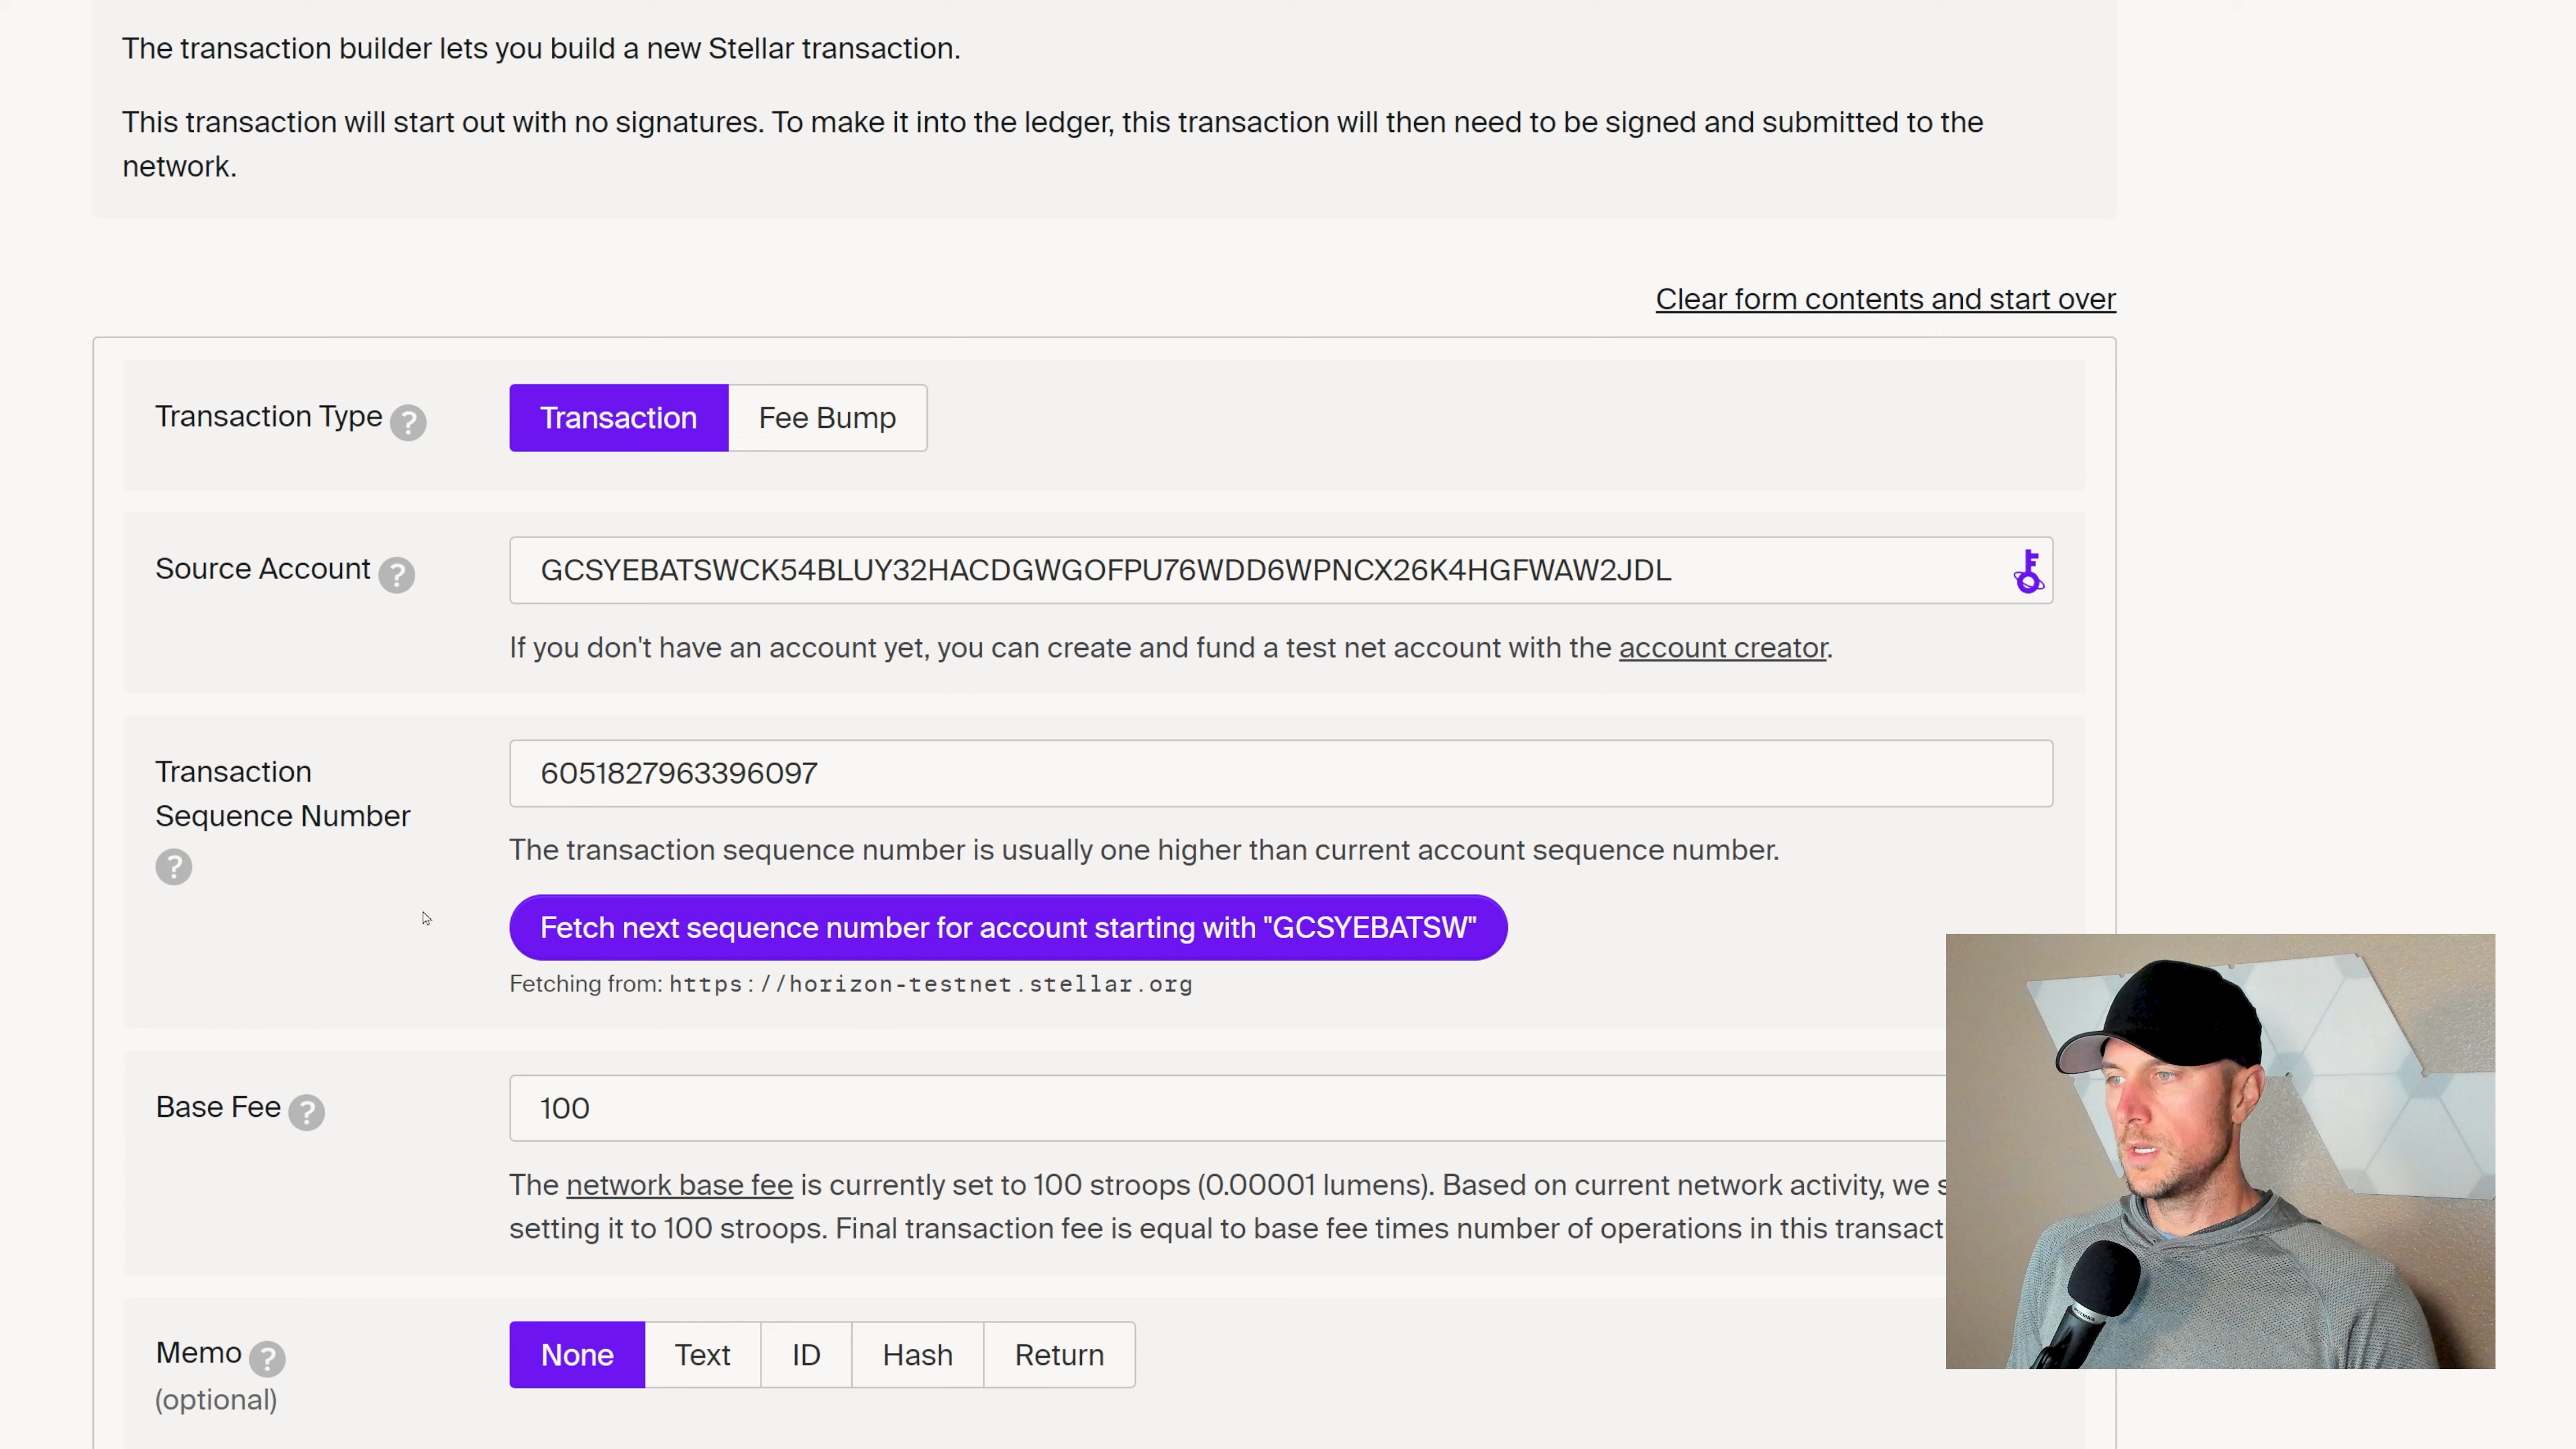 The transaction builder lets you build a new Stellar transaction.
This transaction will start out with no signatures. To make it into the ledger, this transaction will then need to be signed and submitted to the
network.
Clear form contents and start over
Transaction Type ?
Transaction
Fee Bump
Source Account ?
GCSYEBATSWCK54BLUY32HACDGWGOFPU76WDD6WPNCX26K4HGFWAW2JDL
If you don't have an account yet, you can create and fund a test net account with the account creator.
Transaction
Sequence Number
?
6051827963396097
The transaction sequence number is usually one higher than current account sequence number.
Fetch next sequence number for account starting with "GCSYEBATSW"
Fetching from: https://horizon-testnet.stellar.org
Base Fee ?
100
The network base fee is currently set to 100 stroops (0.00001 lumens). Based on current network activity, we s
setting it to 100 stroops. Final transaction fee is equal to base fee times number of operations in this transact
Memo ?
(optional)
None
Text
ID
Hash
Return